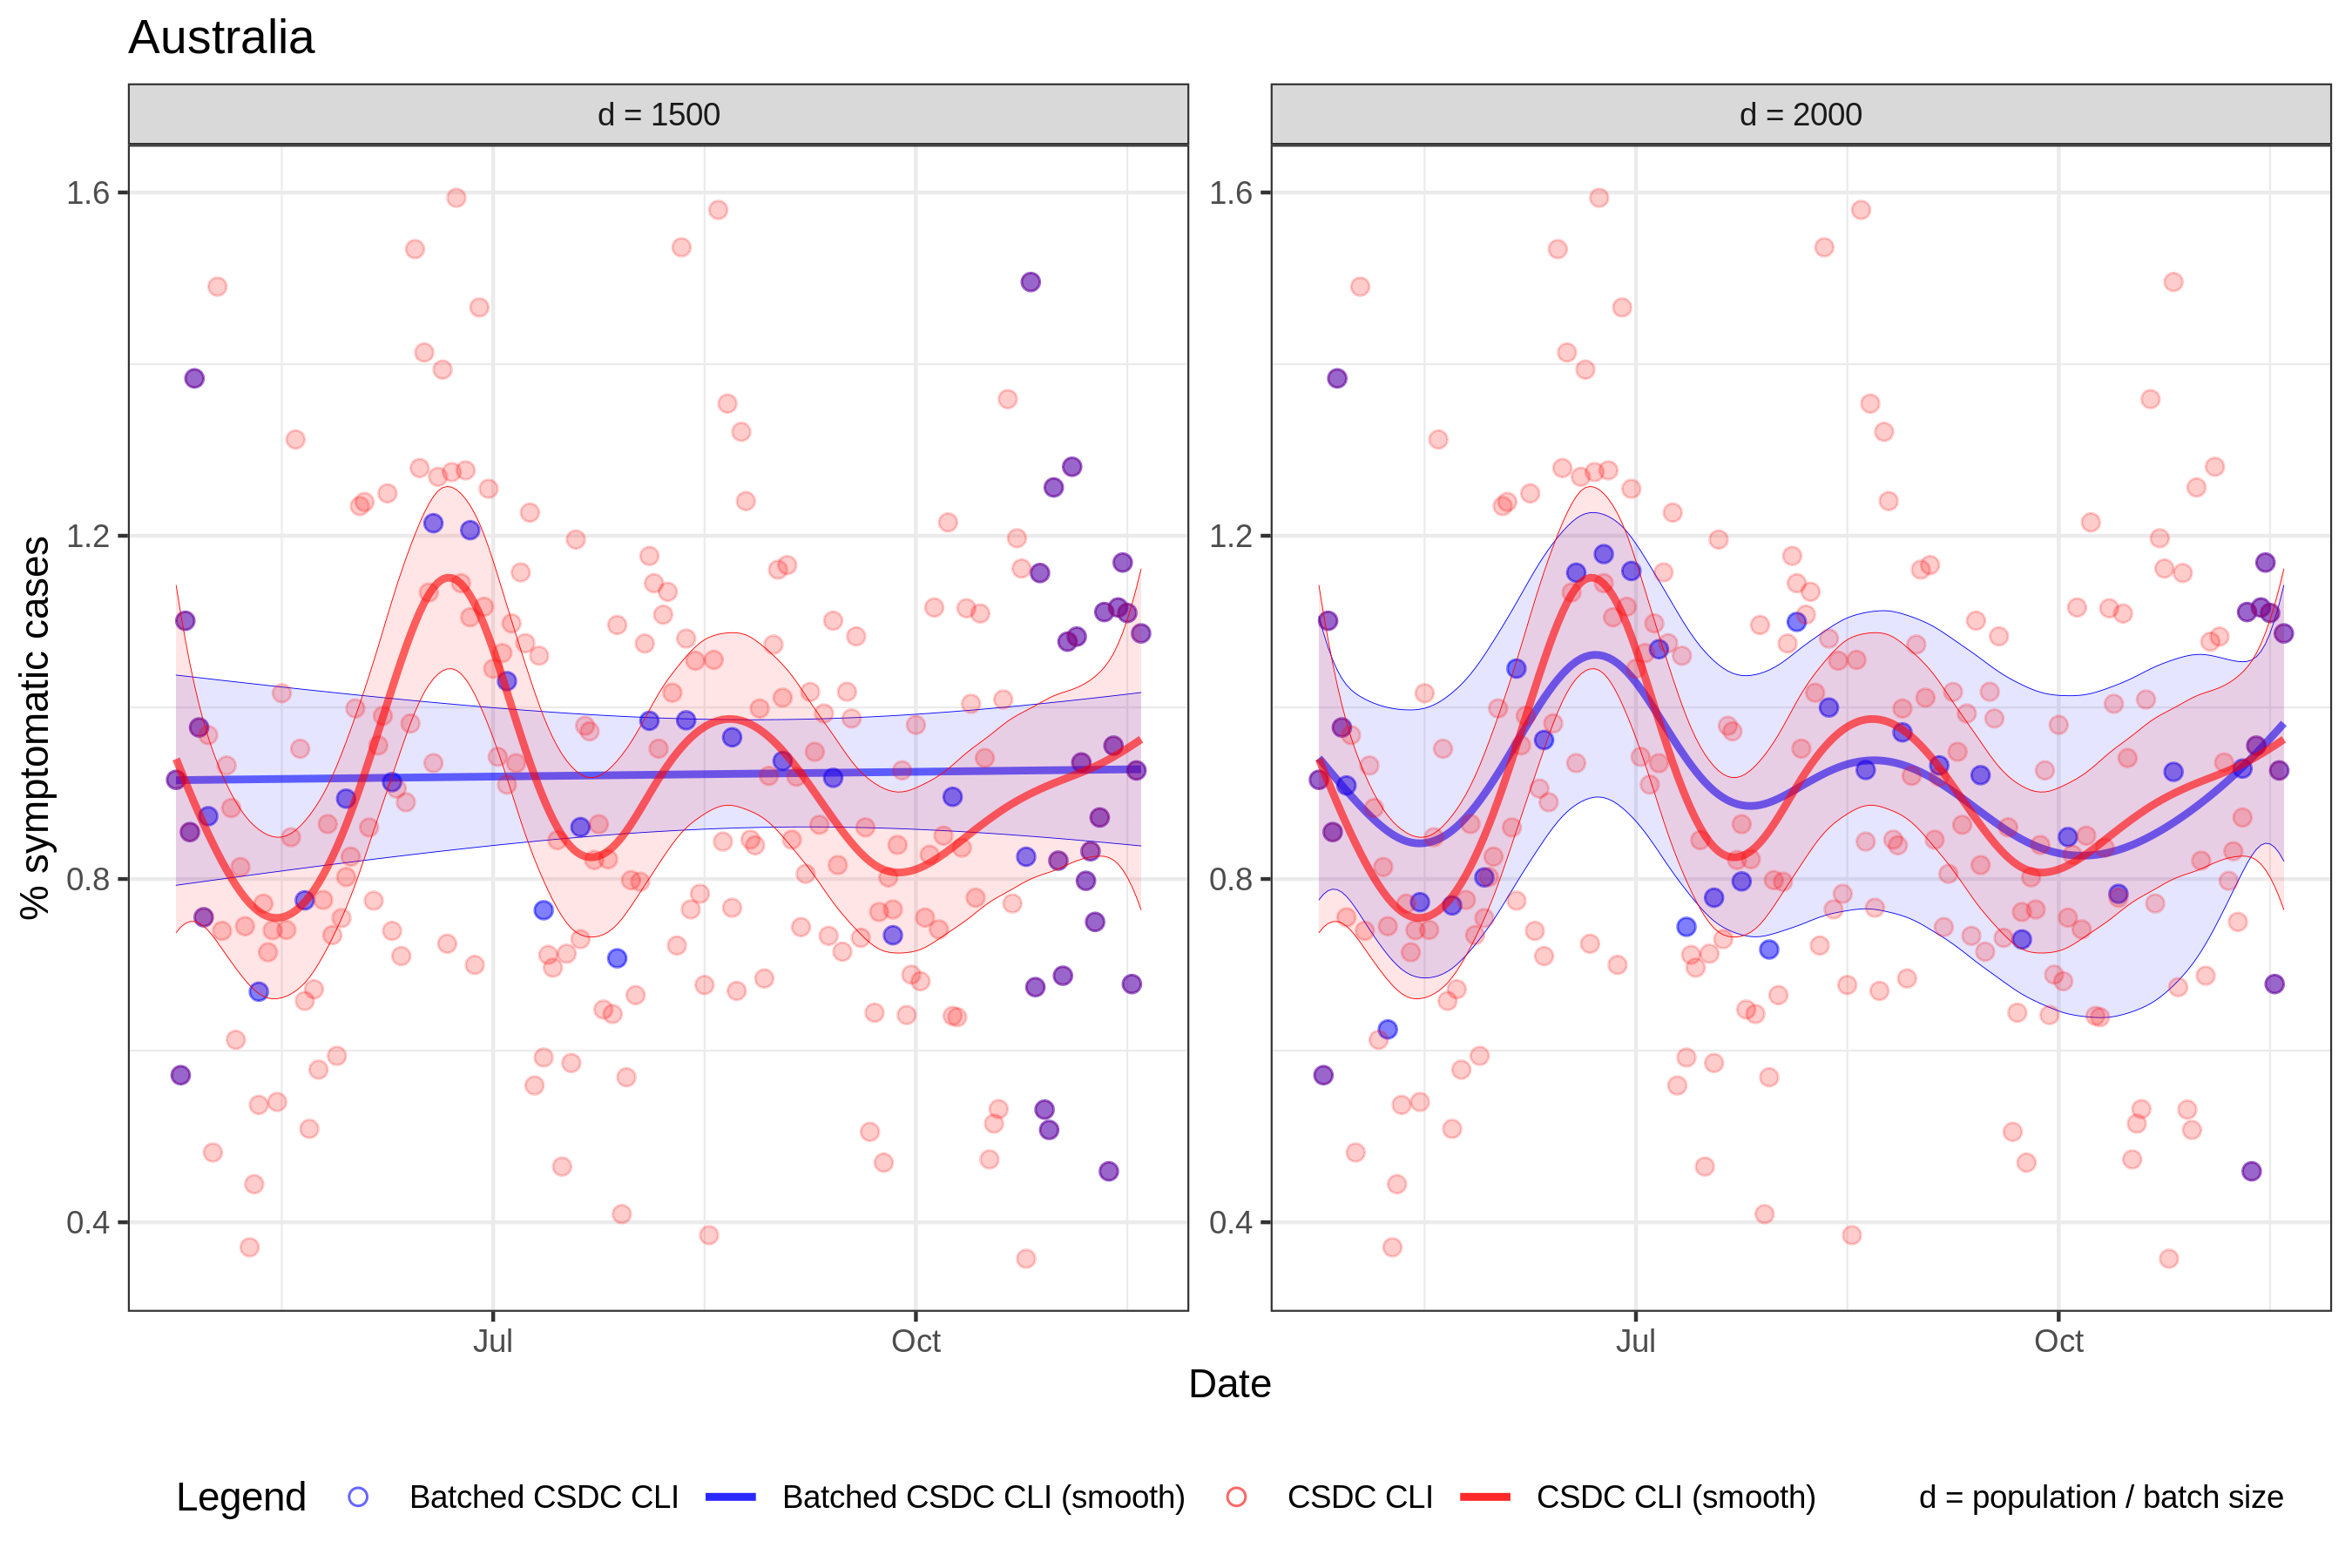 Australia
d = 1500
d = 2000
% symptomatic cases
1.6
1.2
0.8
0.4
1.6
1.2
0.8
0.4
Jul
Oct
Jul
Oct
Date
Legend Batched CSDC CLI Batched CSDC CLI (smooth) CSDC CLI CSDC CLI (smooth) d = population / batch size